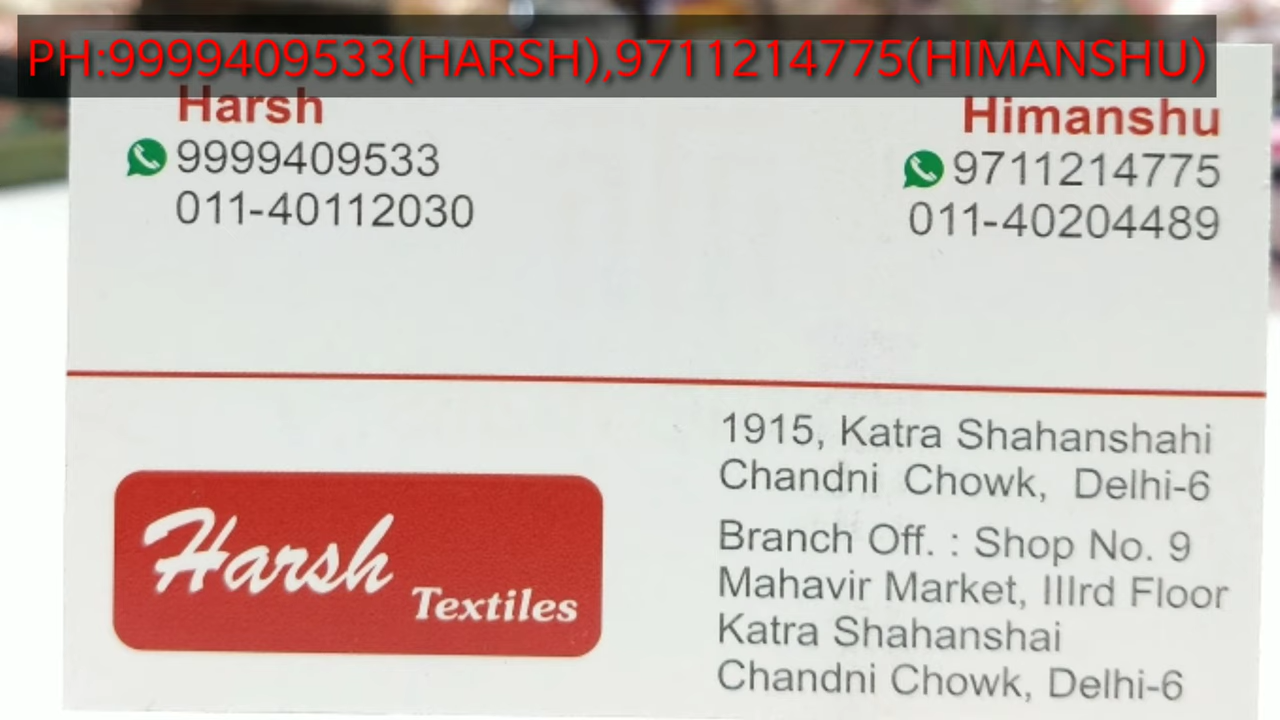 PH:9999409533(HARSH),9711214775(HIMANSHU)
Harsh
9999409533
011-40112030
Himanshu
9711214775
011-40204489
Harsh
Textiles
1915, Katra Shahanshahi
Chandni Chowk, Delhi-6
Branch Off. : Shop No. 9
Mahavir Market, IIIrd Floor
Katra Shahanshai
Chandni Chowk, Delhi-6